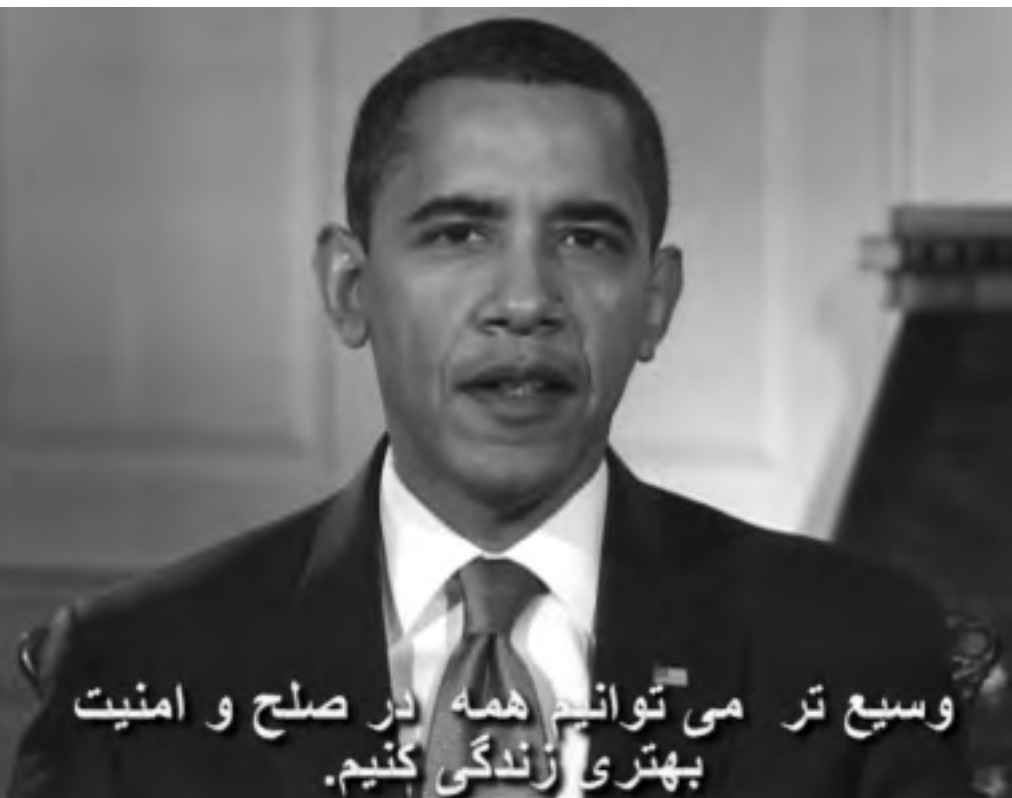 وسیع تر می توانیم همه در صلح و امنیت
بهتری زندگی کنیم.